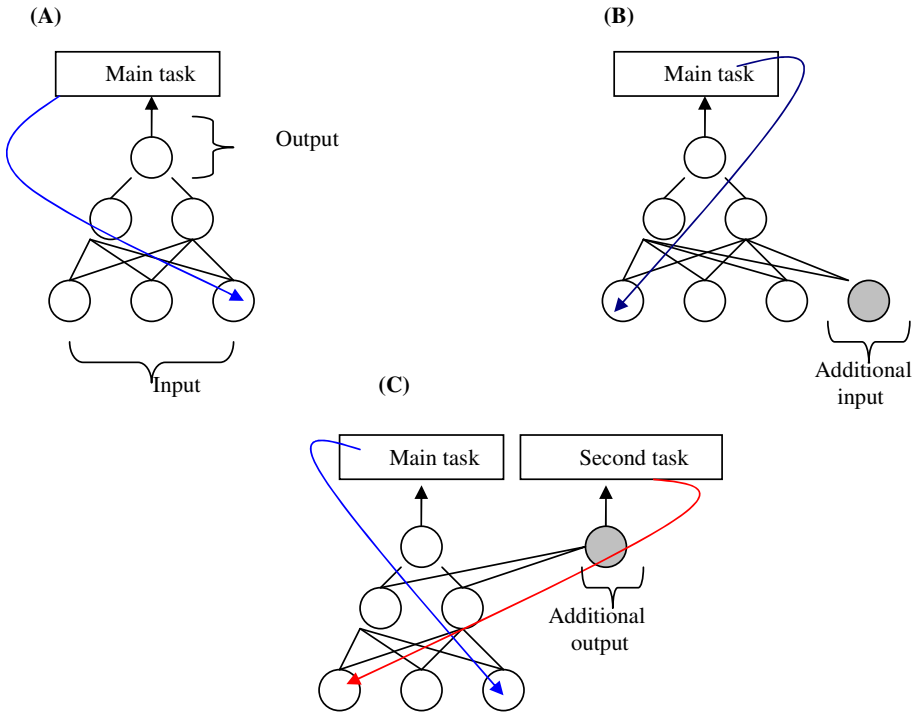 (A)
(B)
Main task
Main task
Output
Input
Additional
input
(C)
Main task
Second task
Additional
output